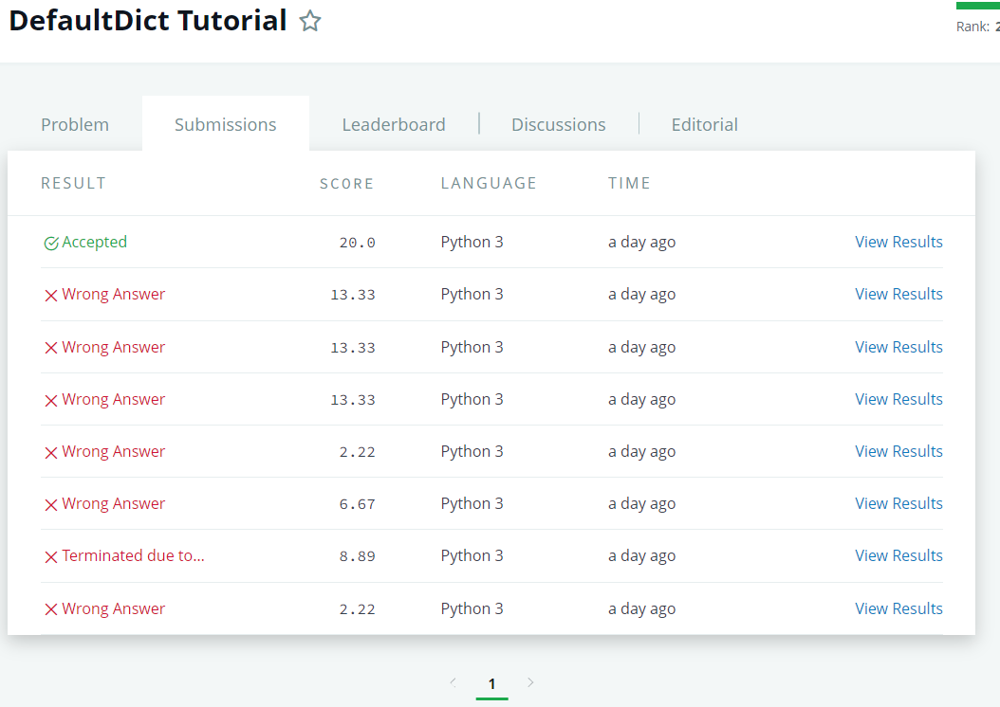 DefaultDict Tutorial
Rank: 2
Problem Submissions Leaderboard Discussions Editorial
RESULT SCORE LANGUAGE TIME
Accepted 20.0 Python 3 a day ago View Results
Wrong Answer 13.33 Python 3 a day ago View Results
Wrong Answer 13.33 Python 3 a day ago View Results
Wrong Answer 13.33 Python 3 a day ago View Results
Wrong Answer 2.22 Python 3 a day ago View Results
Wrong Answer 6.67 Python 3 a day ago View Results
Terminated due to... 8.89 Python 3 a day ago View Results
Wrong Answer 2.22 Python 3 a day ago View Results
1